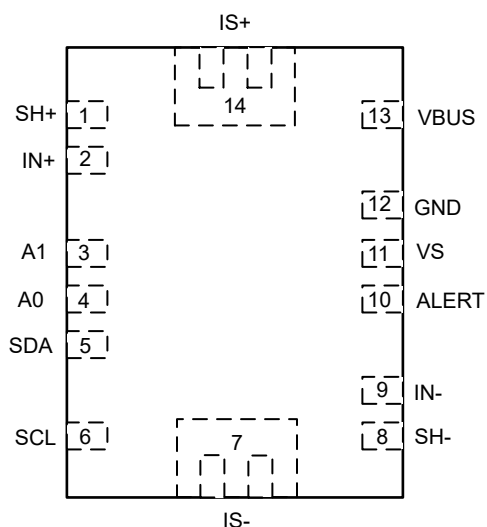 IS+
14
SH+ 1
13 VBUS
IN+ 2
12 GND
A1 3
11 VS
A0 4
10 ALERT
SDA 5
9 IN-
SCL 6
7
8 SH-
IS-